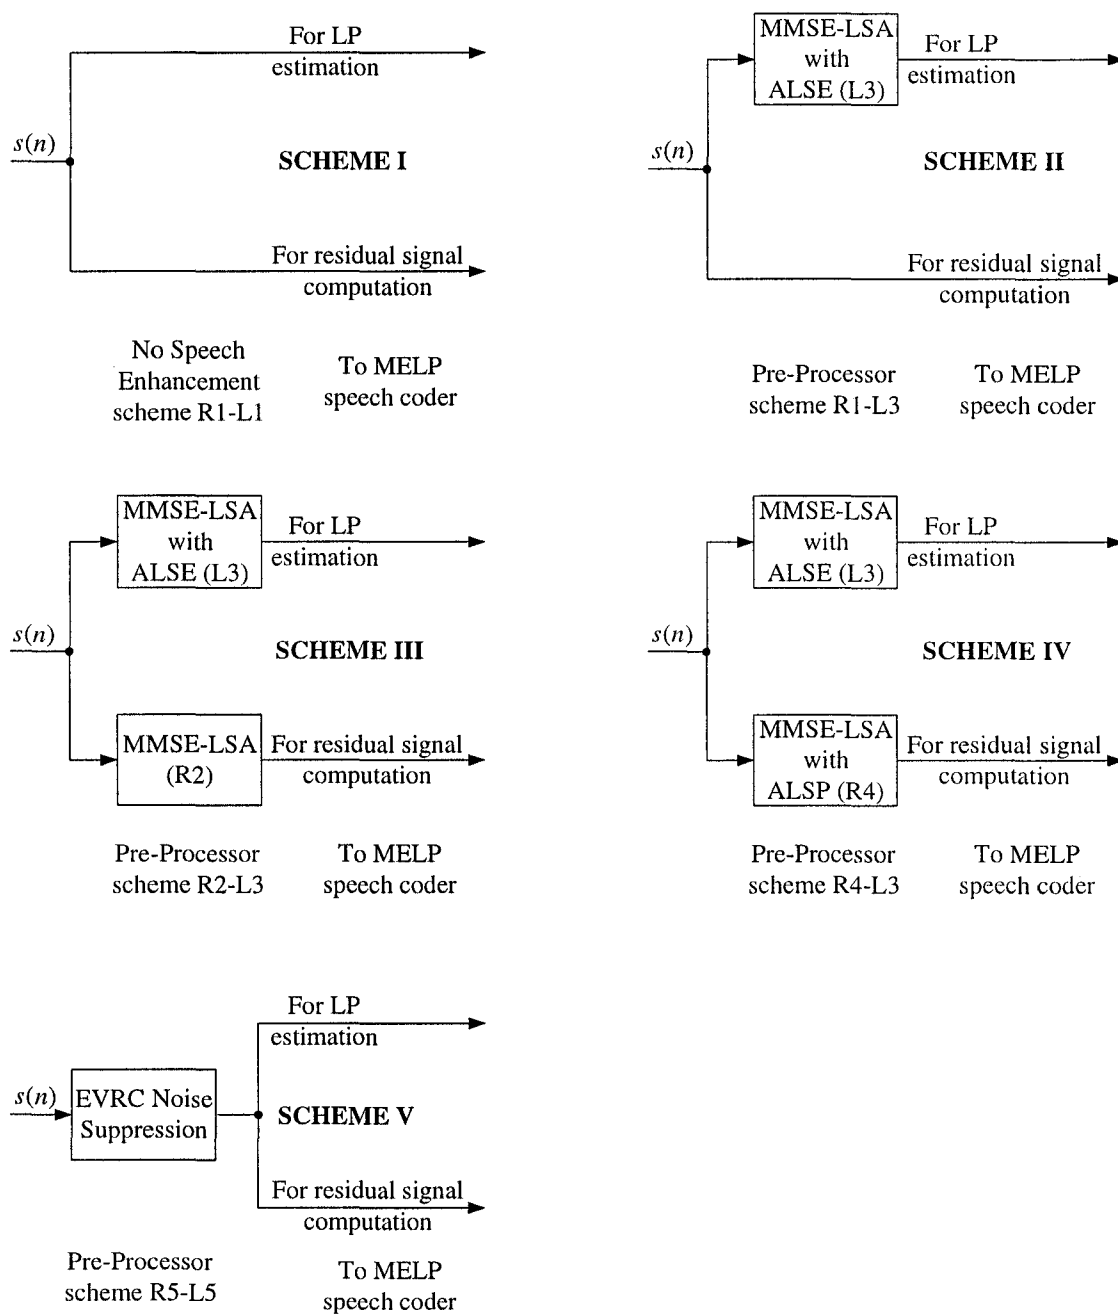 For LP
estimation
s(n)
SCHEME I
For residual signal
computation
No Speech
Enhancement
scheme R1-L1
To MELP
speech coder
MMSE-LSA
with
ALSE (L3)
For LP
estimation
s(n)
SCHEME II
For residual signal
computation
Pre-Processor
scheme R1-L3
To MELP
speech coder
MMSE-LSA
with
ALSE (L3)
For LP
estimation
s(n)
SCHEME III
MMSE-LSA
(R2)
For residual signal
computation
Pre-Processor
scheme R2-L3
To MELP
speech coder
MMSE-LSA
with
ALSE (L3)
For LP
estimation
s(n)
SCHEME IV
MMSE-LSA
with
ALSP (R4)
For residual signal
computation
Pre-Processor
scheme R4-L3
To MELP
speech coder
For LP
estimation
s(n)
EVRC Noise
Suppression
SCHEME V
For residual signal
computation
Pre-Processor
scheme R5-L5
To MELP
speech coder